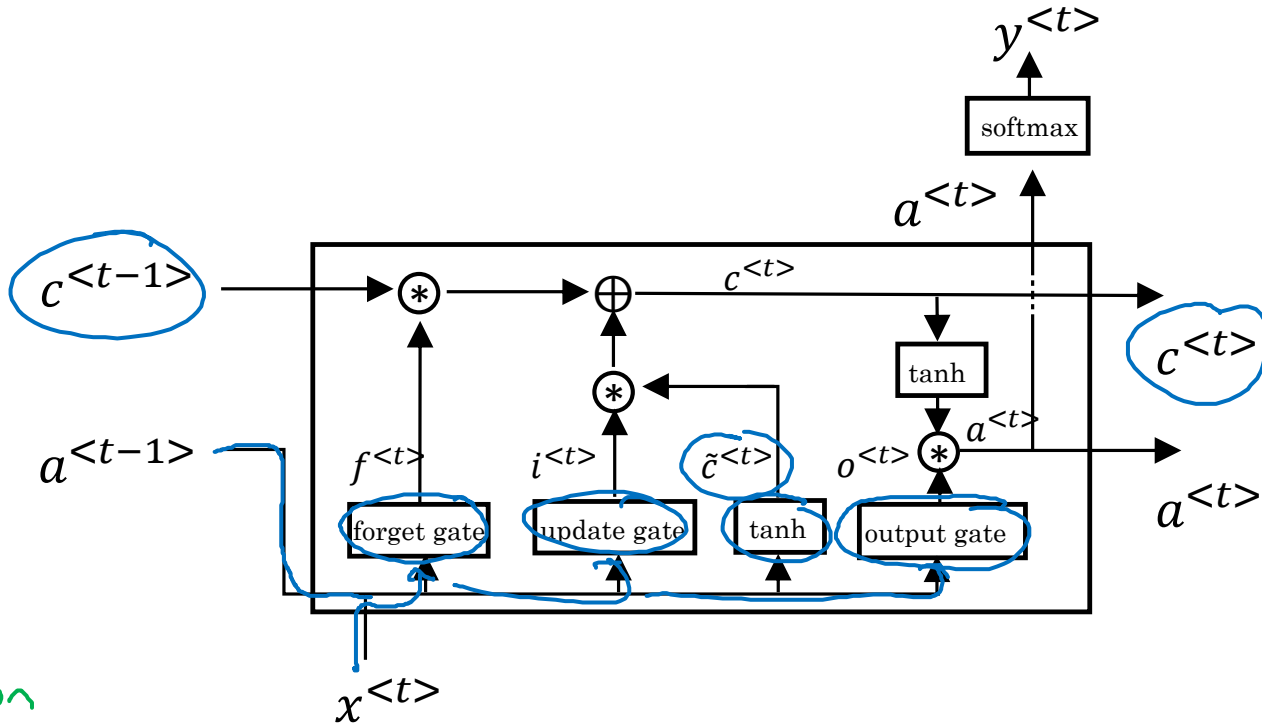 y^{<t>}
softmax
a^{<t>}
c^{<t-1>}
c^{<t>}
*
c^{<t>}
tanh
*
a^{<t-1>}
f^{<t>}
i^{<t>}
c̃^{<t>}
o^{<t>}
*
a^{<t>}
a^{<t>}
forget gate
update gate
tanh
output gate
x^{<t>}